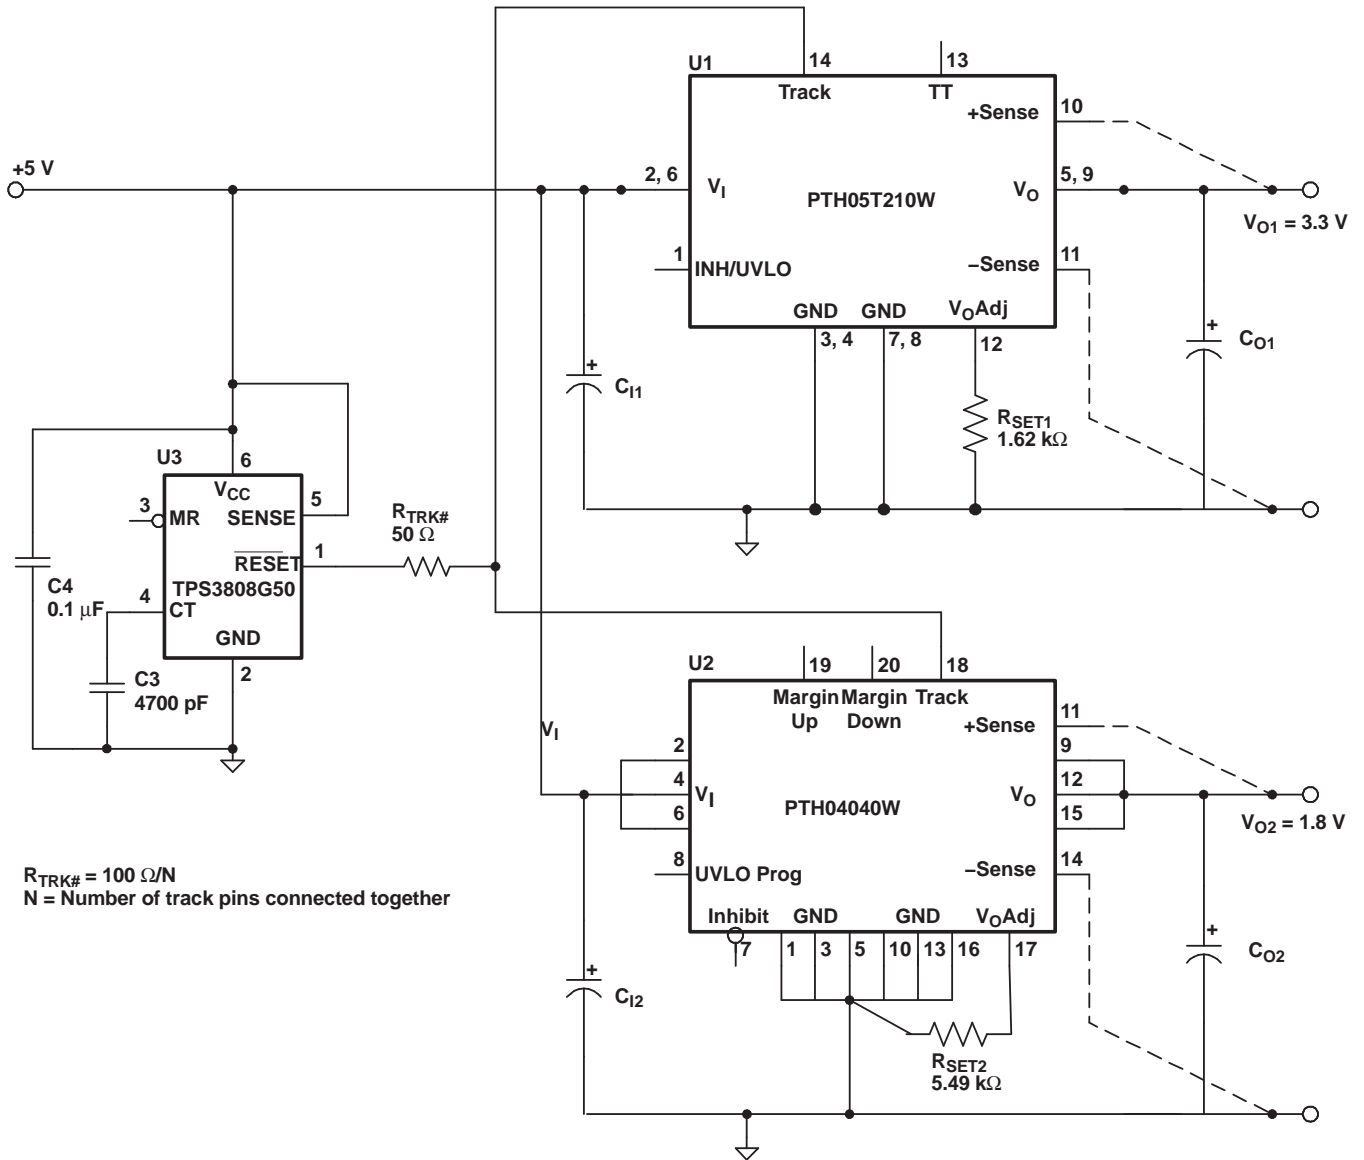 U1
14
13
Track
TT
+Sense
10
+5 V
2, 6
VI
PTH05T210W
VO
5, 9
VO1 = 3.3 V
1
INH/UVLO
–Sense
11
GND
GND
VOAdj
3, 4
7, 8
12
+
CI1
RSET1
1.62 kΩ
+
CO1
U3
6
VCC
5
3
MR
SENSE
RTRK#
50 Ω
RESET
1
TPS3808G50
C4
0.1 μF
4
CT
GND
2
C3
4700 pF
VI
U2
19
20
18
Margin
Up
Margin
Down
Track
+Sense
11
2
9
4
VI
PTH04040W
VO
12
6
15
VO2 = 1.8 V
8
UVLO Prog
–Sense
14
Inhibit
GND
GND
VOAdj
7
1
3
5
10
13
16
17
+
CI2
RSET2
5.49 kΩ
+
CO2
RTRK# = 100 Ω/N
N = Number of track pins connected together